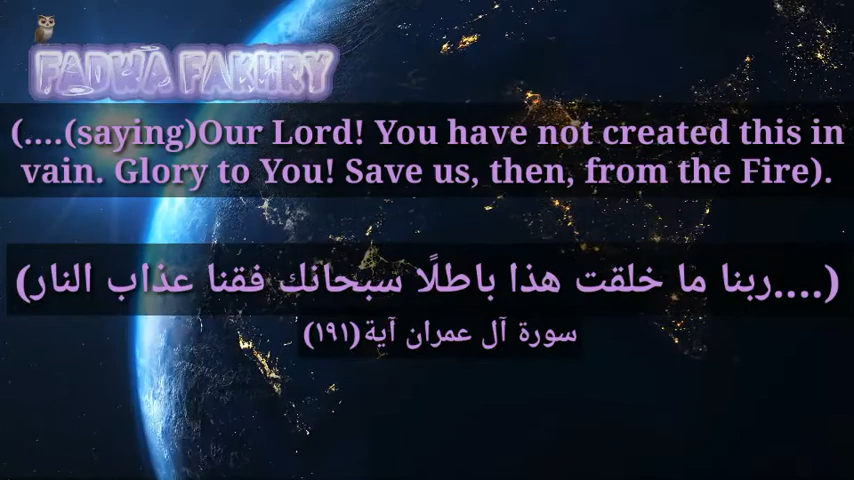 FADWA FAKHRY
(....(saying)Our Lord! You have not created this in
vain. Glory to You! Save us, then, from the Fire).
(....ربنا ما خلقت هذا باطلًا سبحانك فقنا عذاب النار)
سورة آل عمران آية(١٩١)